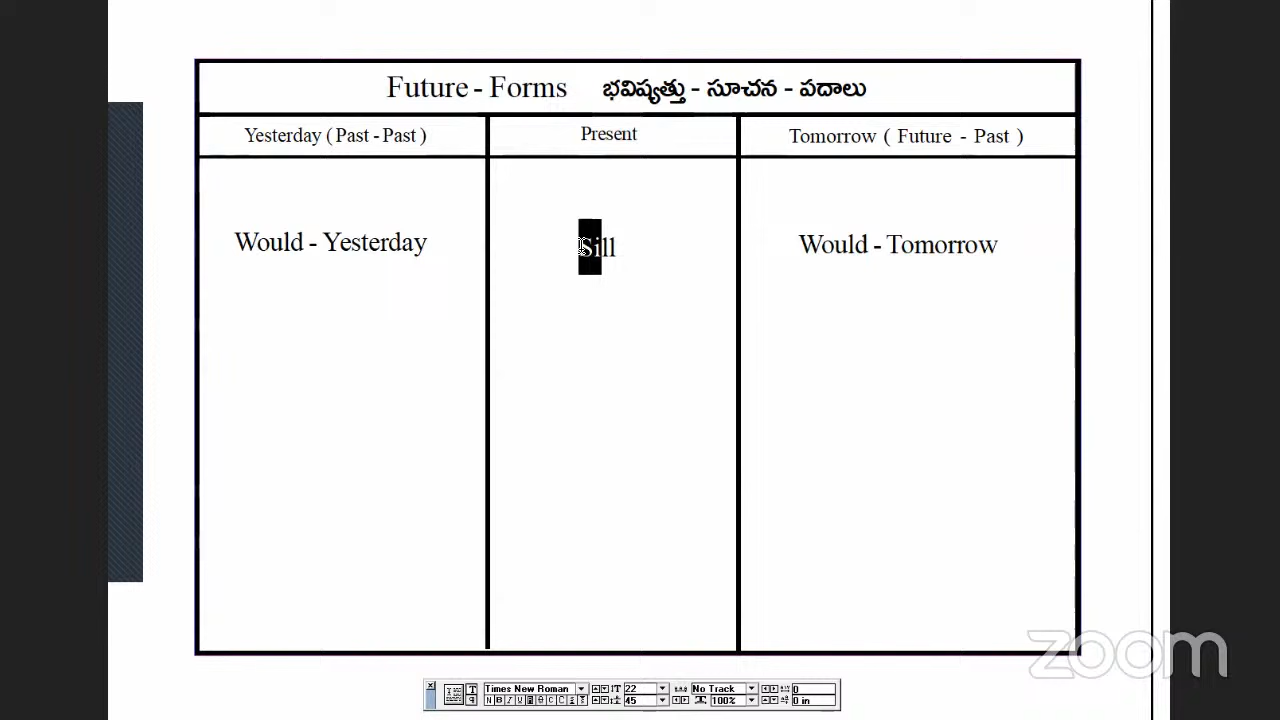 Future - Forms భవిష్యత్తు - సూచన - పదాలు
Yesterday ( Past - Past ) Present Tomorrow ( Future - Past )
Would - Yesterday Sill Would - Tomorrow
zoom
Times New Roman 22 No Track 0
N B I U C C 45 100% 0 in